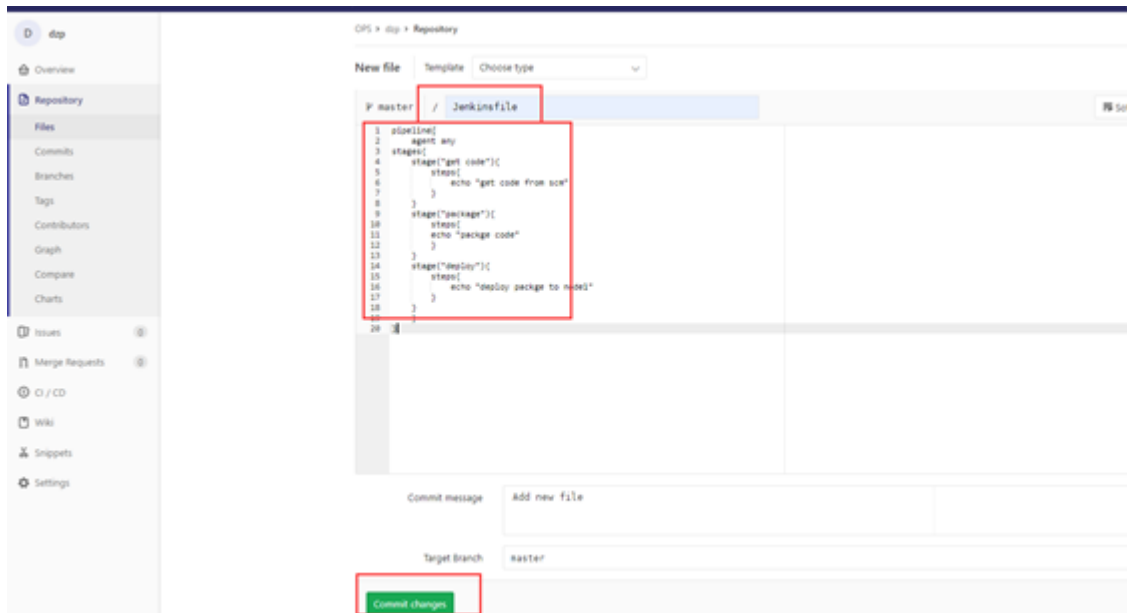 D dzp
OPS > dzp > Repository
Overview
New file Template Choose type
Repository
master / Jenkinsfile
Files
Commits
Branches
Tags
Contributors
Graph
Compare
Charts
Issues 0
Merge Requests 0
CI / CD
Wiki
Snippets
Settings
1 pipeline{
2 agent any
3 stages{
4 stage("get code"){
5 steps{
6 echo "get code from scm"
7 }
8 }
9 stage("package"){
10 steps{
11 echo "packge code"
12 }
13 }
14 stage("deploy"){
15 steps{
16 echo "deploy packge to node1"
17 }
18 }
19 }
20 }
Commit message Add new file
Target Branch master
Commit changes